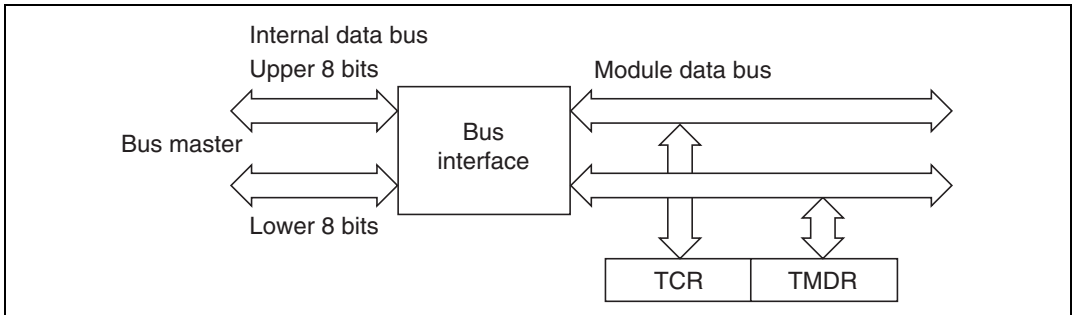 Internal data bus
Upper 8 bits
Module data bus
Bus master
Bus
interface
Lower 8 bits
TCR
TMDR